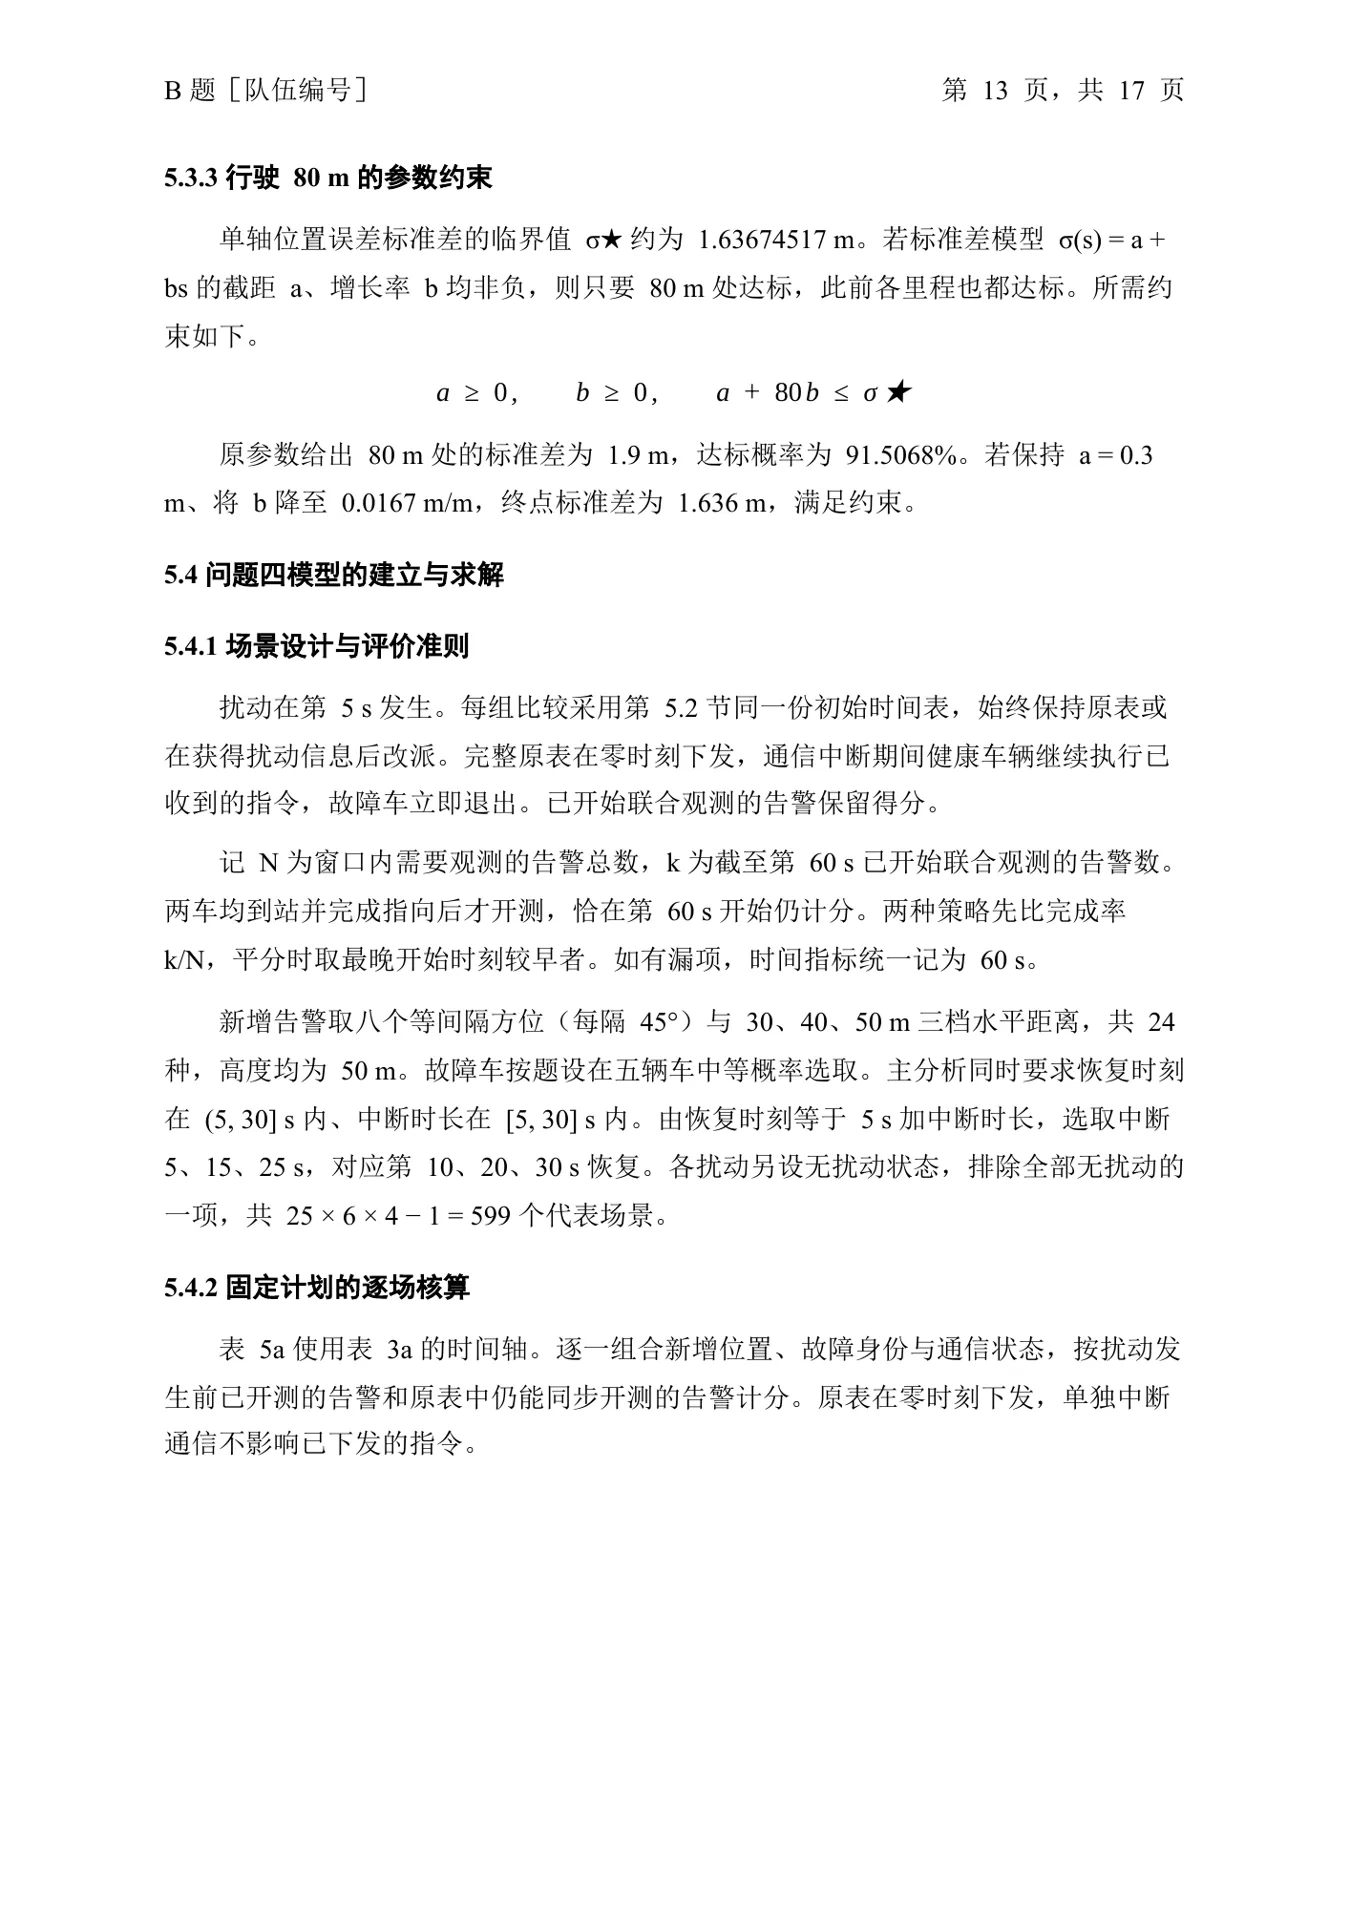 B 题［队伍编号］
第 13 页，共 17 页
5.3.3 行驶 80 m 的参数约束
单轴位置误差标准差的临界值 σ★ 约为 1.63674517 m。若标准差模型 σ(s) = a +
bs 的截距 a、增长率 b 均非负，则只要 80 m 处达标，此前各里程也都达标。所需约
束如下。
a ≥ 0, b ≥ 0, a + 80b ≤ σ★
原参数给出 80 m 处的标准差为 1.9 m，达标概率为 91.5068%。若保持 a = 0.3
m、将 b 降至 0.0167 m/m，终点标准差为 1.636 m，满足约束。
5.4 问题四模型的建立与求解
5.4.1 场景设计与评价准则
扰动在第 5 s 发生。每组比较采用第 5.2 节同一份初始时间表，始终保持原表或
在获得扰动信息后改派。完整原表在零时刻下发，通信中断期间健康车辆继续执行已
收到的指令，故障车立即退出。已开始联合观测的告警保留得分。
记 N 为窗口内需要观测的告警总数，k 为截至第 60 s 已开始联合观测的告警数。
两车均到站并完成指向后才开测，恰在第 60 s 开始仍计分。两种策略先比完成率
k/N，平分时取最晚开始时刻较早者。如有漏项，时间指标统一记为 60 s。
新增告警取八个等间隔方位（每隔 45°）与 30、40、50 m 三档水平距离，共 24
种，高度均为 50 m。故障车按题设在五辆车中等概率选取。主分析同时要求恢复时刻
在 (5, 30] s 内、中断时长在 [5, 30] s 内。由恢复时刻等于 5 s 加中断时长，选取中断
5、15、25 s，对应第 10、20、30 s 恢复。各扰动另设无扰动状态，排除全部无扰动的
一项，共 25 × 6 × 4 − 1 = 599 个代表场景。
5.4.2 固定计划的逐场核算
表 5a 使用表 3a 的时间轴。逐一组合新增位置、故障身份与通信状态，按扰动发
生前已开测的告警和原表中仍能同步开测的告警计分。原表在零时刻下发，单独中断
通信不影响已下发的指令。